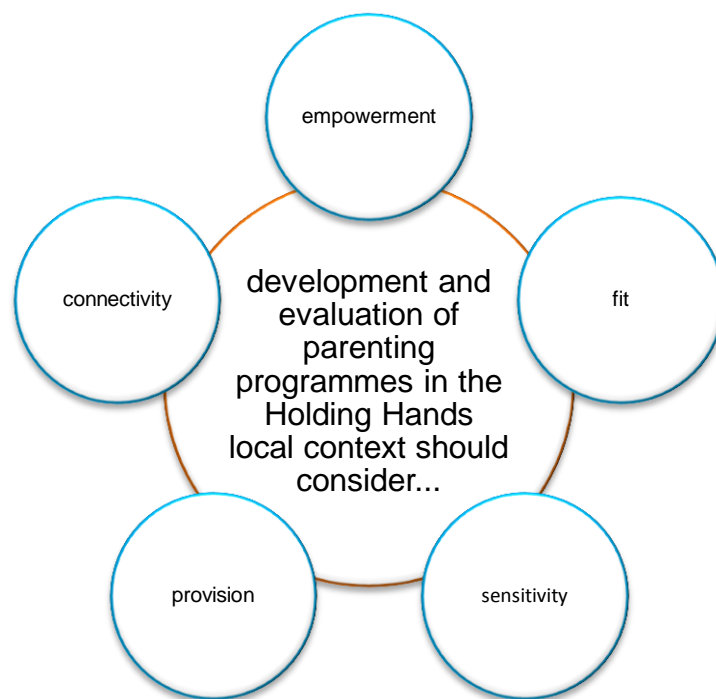 empowerment
connectivity
development and
evaluation of
parenting
programmes in the
Holding Hands
local context should
consider...
fit
provision
sensitivity